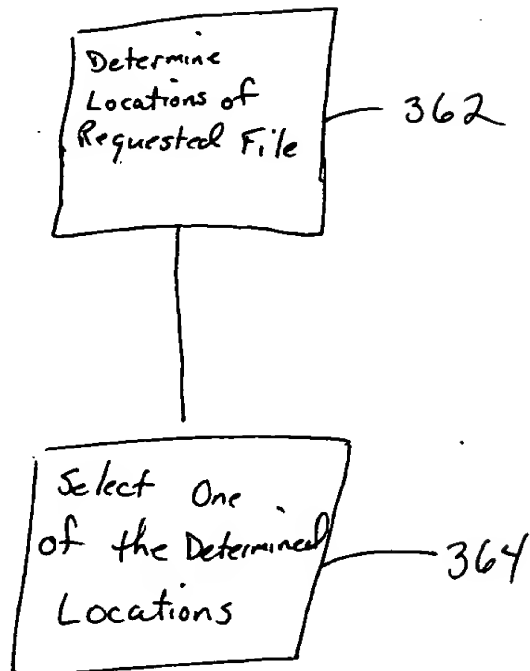 Determine
Locations of
Requested File
362
Select One
of the Determined
Locations
364